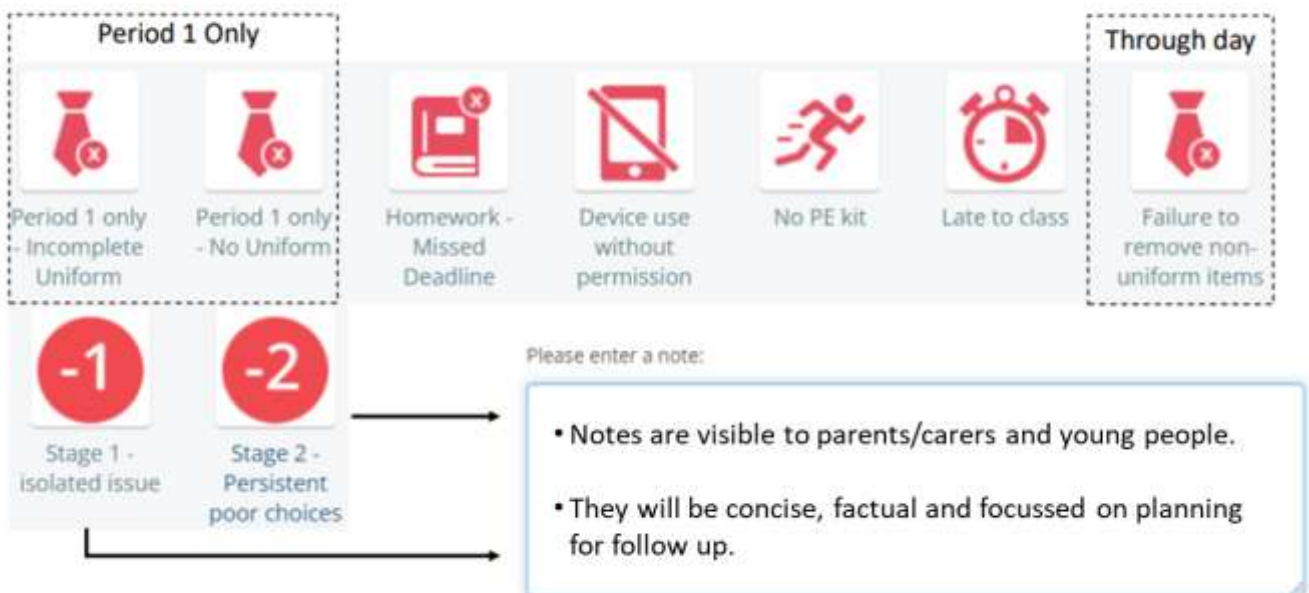 Period 1 Only
Through day
Period 1 only
- Incomplete
Uniform
Period 1 only
- No Uniform
Homework -
Missed
Deadline
Device use
without
permission
No PE kit
Late to class
Failure to
remove non-
uniform items
-1
Stage 1 -
isolated issue
-2
Stage 2 -
Persistent
poor choices
Please enter a note:
• Notes are visible to parents/carers and young people.
• They will be concise, factual and focussed on planning
for follow up.